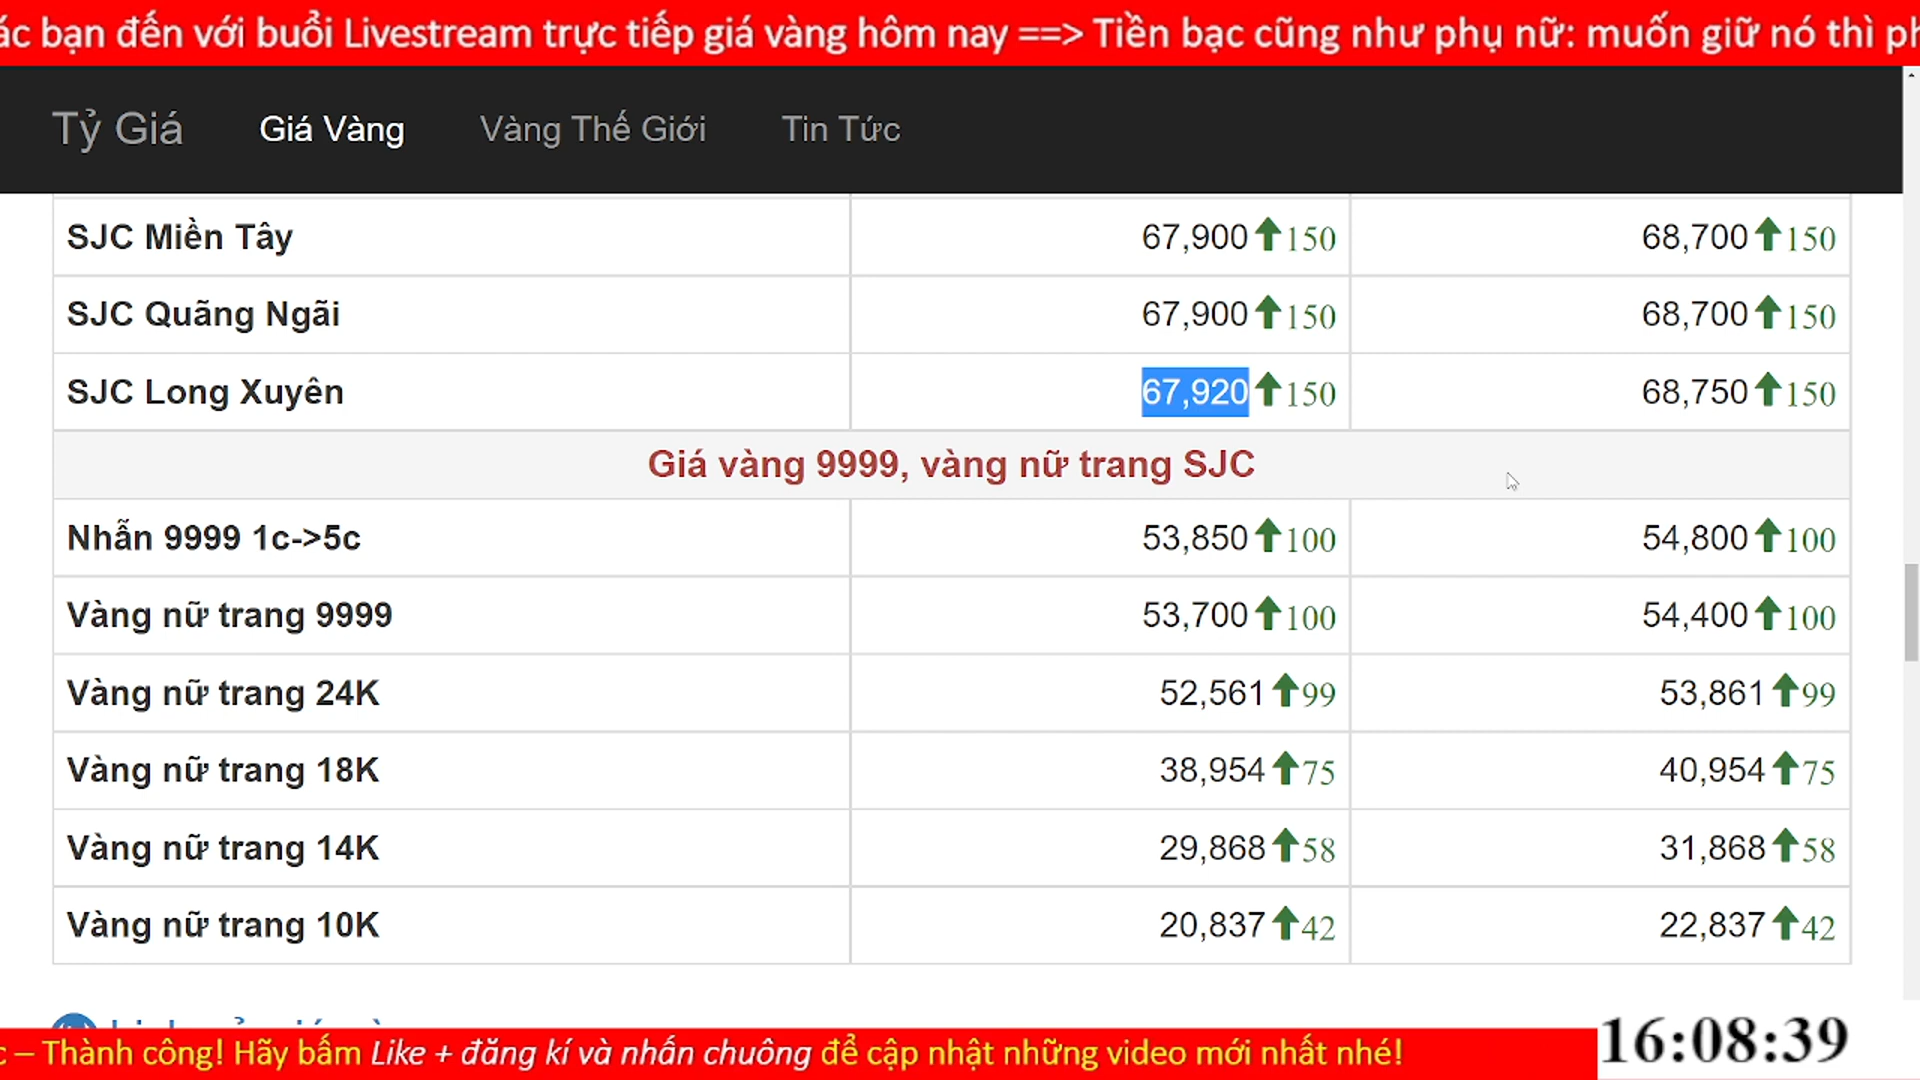 ác bạn đến với buổi Livestream trực tiếp giá vàng hôm nay ==> Tiền bạc cũng như phụ nữ: muốn giữ nó thì
Tỷ Giá Giá Vàng Vàng Thế Giới Tin Tức
SJC Miền Tây 67,900 150 68,700 150
SJC Quãng Ngãi 67,900 150 68,700 150
SJC Long Xuyên 67,920 150 68,750 150
Giá vàng 9999, vàng nữ trang SJC
Nhẫn 9999 1c->5c 53,850 100 54,800 100
Vàng nữ trang 9999 53,700 100 54,400 100
Vàng nữ trang 24K 52,561 99 53,861 99
Vàng nữ trang 18K 38,954 75 40,954 75
Vàng nữ trang 14K 29,868 58 31,868 58
Vàng nữ trang 10K 20,837 42 22,837 42
c – Thành công! Hãy bấm Like + đăng kí và nhấn chuông để cập nhật những video mới nhất nhé!
16:08:39